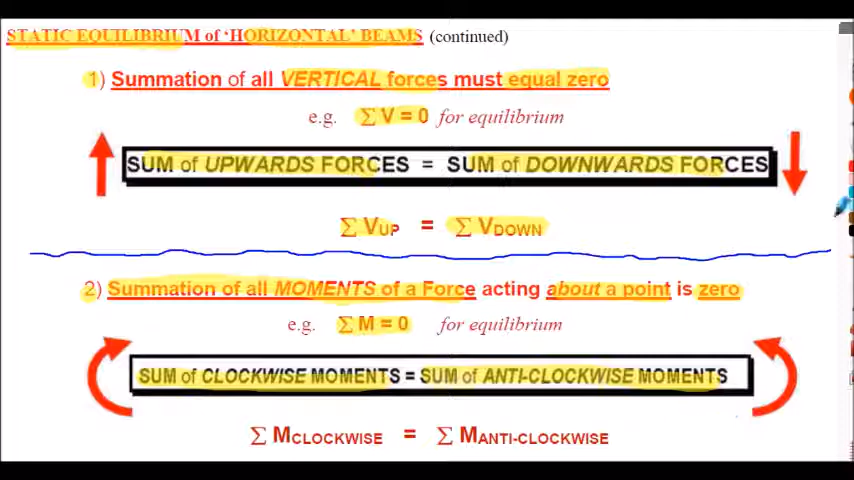 STATIC EQUILIBRIUM of 'HORIZONTAL' BEAMS (continued)
1) Summation of all VERTICAL forces must equal zero
e.g. ∑ V = 0 for equilibrium
SUM of UPWARDS FORCES = SUM of DOWNWARDS FORCES
∑ VUP = ∑ VDOWN
2) Summation of all MOMENTS of a Force acting about a point is zero
e.g. ∑ M = 0 for equilibrium
SUM of CLOCKWISE MOMENTS = SUM of ANTI-CLOCKWISE MOMENTS
∑ MCLOCKWISE = ∑ MANTI-CLOCKWISE